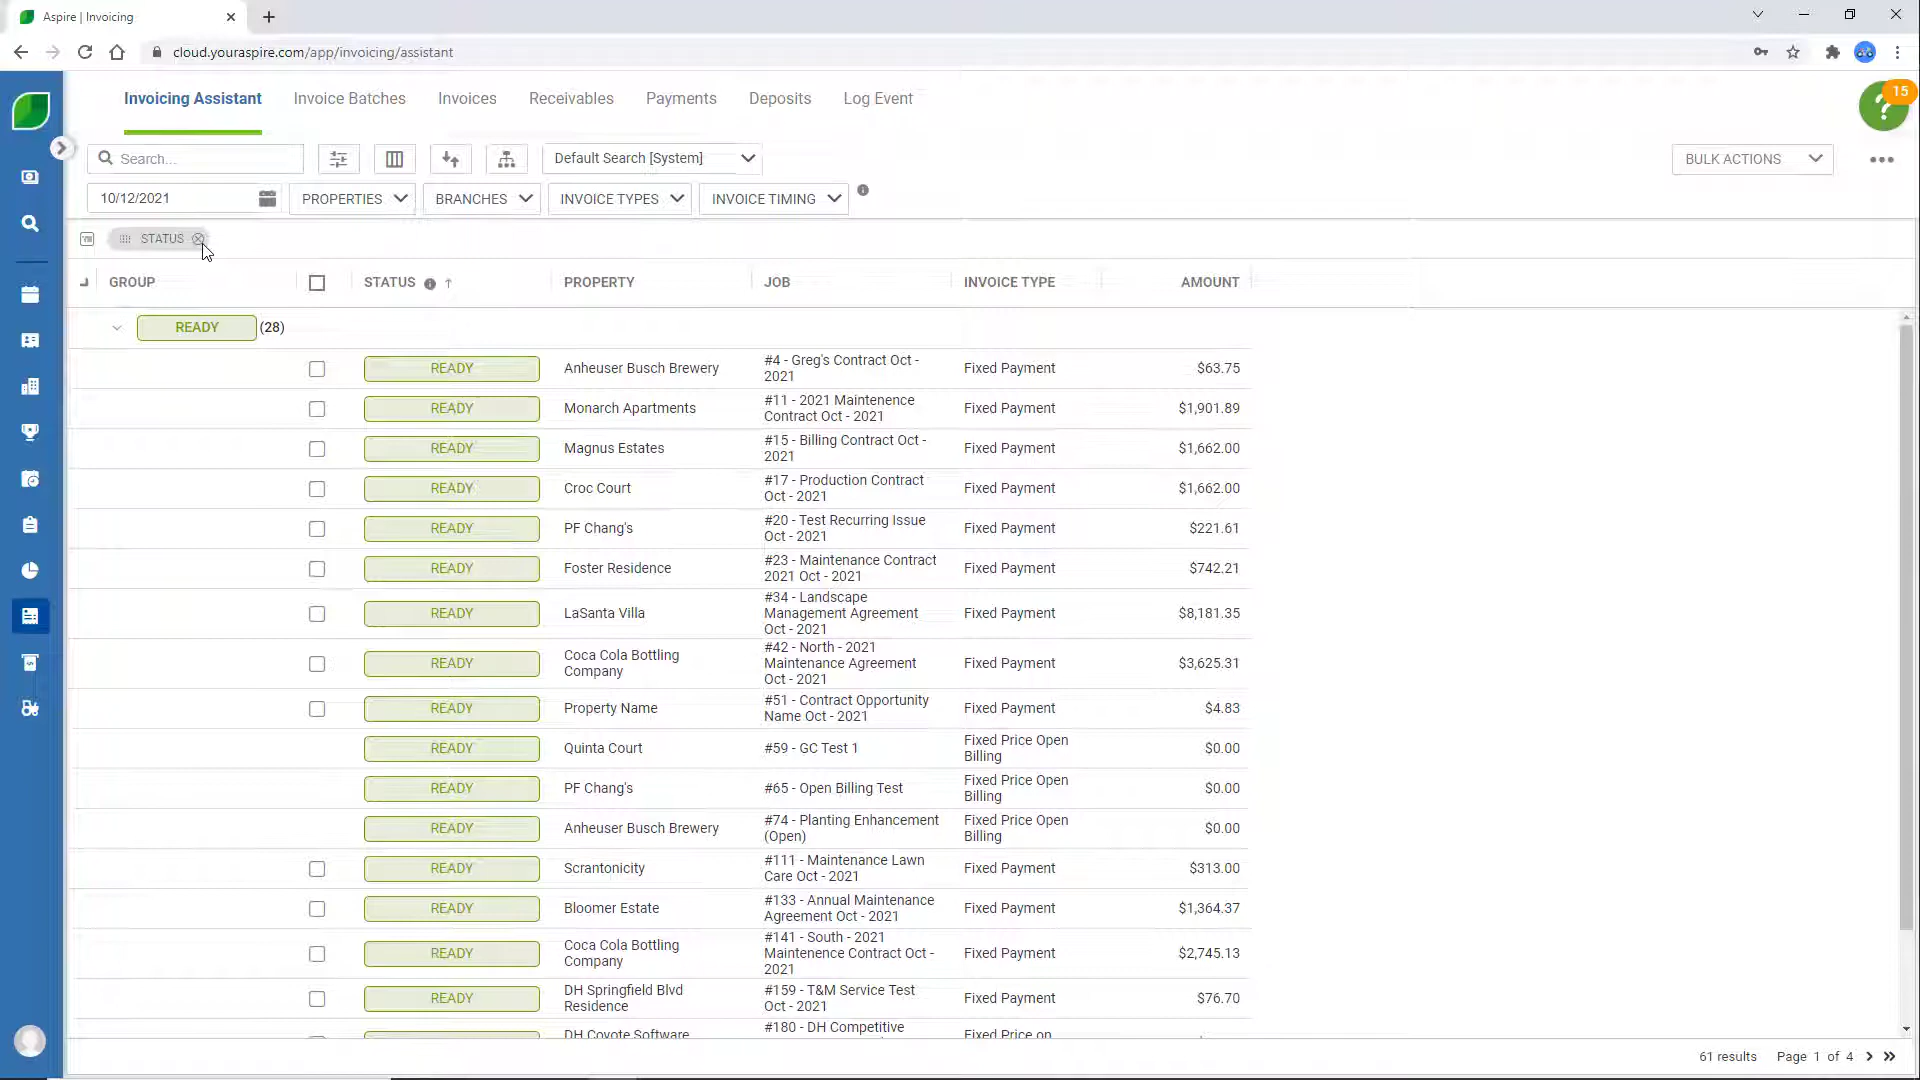 Aspire | Invoicing
cloud.youraspire.com/app/invoicing/assistant
Invoicing Assistant Invoice Batches Invoices Receivables Payments Deposits Log Event
15
?
Search... Default Search [System] BULK ACTIONS
10/12/2021 PROPERTIES BRANCHES INVOICE TYPES INVOICE TIMING
STATUS
GROUP STATUS PROPERTY JOB INVOICE TYPE AMOUNT
READY (28)
READY Anheuser Busch Brewery #4 - Greg's Contract Oct - Fixed Payment $63.75
2021
READY Monarch Apartments #11 - 2021 Maintenence Fixed Payment $1,901.89
Contract Oct - 2021
READY Magnus Estates #15 - Billing Contract Oct - Fixed Payment $1,662.00
2021
READY Croc Court #17 - Production Contract Fixed Payment $1,662.00
Oct - 2021
READY PF Chang's #20 - Test Recurring Issue Fixed Payment $221.61
Oct - 2021
READY Foster Residence #23 - Maintenance Contract Fixed Payment $742.21
2021 Oct - 2021
#34 - Landscape
READY LaSanta Villa Management Agreement Fixed Payment $8,181.35
Oct - 2021
Coca Cola Bottling #42 - North - 2021
READY Company Maintenance Agreement Fixed Payment $3,625.31
Oct - 2021
READY Property Name #51 - Contract Opportunity Fixed Payment $4.83
Name Oct - 2021
READY Quinta Court #59 - GC Test 1 Fixed Price Open $0.00
Billing
READY PF Chang's #65 - Open Billing Test Fixed Price Open $0.00
Billing
READY Anheuser Busch Brewery #74 - Planting Enhancement Fixed Price Open $0.00
(Open) Billing
READY Scrantonicity #111 - Maintenance Lawn Fixed Payment $313.00
Care Oct - 2021
READY Bloomer Estate #133 - Annual Maintenance Fixed Payment $1,364.37
Agreement Oct - 2021
Coca Cola Bottling #141 - South - 2021
READY Company Maintenence Contract Oct - Fixed Payment $2,745.13
2021
READY DH Springfield Blvd #159 - T&M Service Test Fixed Payment $76.70
Residence Oct - 2021
DH Coyote Software #180 - DH Competitive Fixed Price on
61 results Page 1 of 4